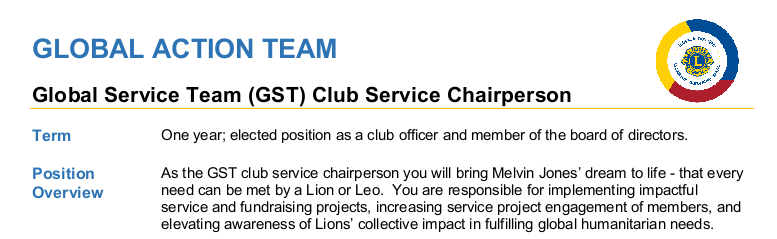 GLOBAL ACTION TEAM
Global Service Team (GST) Club Service Chairperson
Term
One year; elected position as a club officer and member of the board of directors.
Position
Overview
As the GST club service chairperson you will bring Melvin Jones’ dream to life - that every
need can be met by a Lion or Leo.  You are responsible for implementing impactful
service and fundraising projects, increasing service project engagement of members, and
elevating awareness of Lions’ collective impact in fulfilling global humanitarian needs.